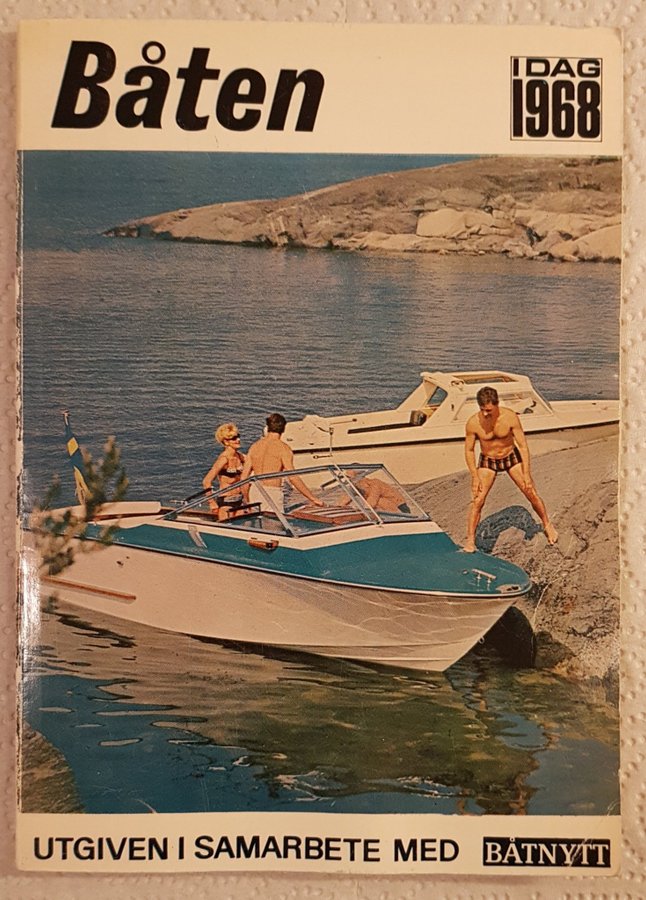 Båten
I DAG
1968
UTGIVEN I SAMARBETE MED BÅTNYTT